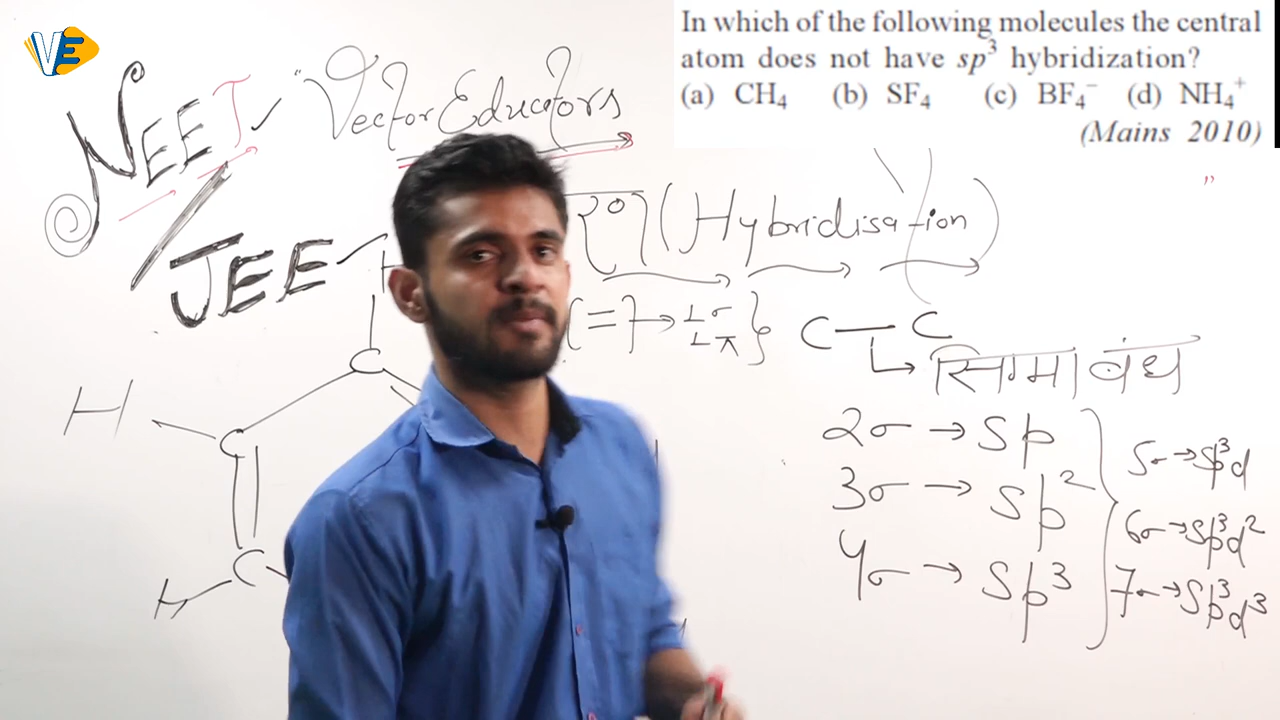 VE
In which of the following molecules the central
atom does not have sp³ hybridization?
(a) CH₄ (b) SF₄ (c) BF₄⁻ (d) NH₄⁺
(Mains 2010)
NEET
" Vector Educators "
/ JEE
(Hybridisation)
(= → 1σ 1π}
C — C
सिग्मा बंध
2σ → Sp
3σ → Sp²
4σ → Sp³
5σ → Sp³d
6σ → Sp³d²
7σ → Sp³d³
H
C
H
C
C
H